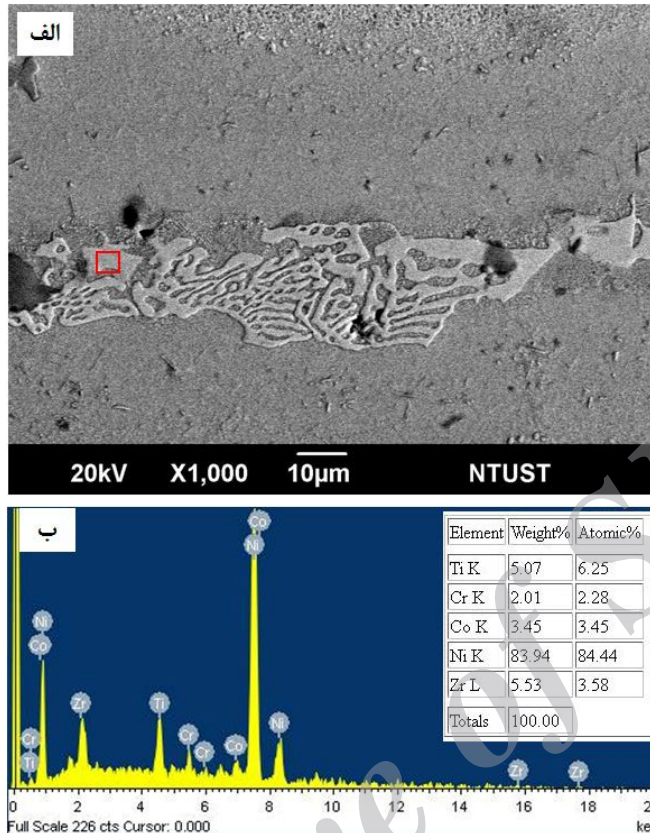 الف
20kV X1,000 10µm NTUST
ب
Element Weight% Atomic%
Ti K 5.07 6.25
Cr K 2.01 2.28
Co K 3.45 3.45
Ni K 83.94 84.44
Zr L 5.53 3.58
Totals 100.00
Co
Ni
Ni
Co
Zr
Ti
Cr
Cr
Co
Ni
Cr
Ti
Zr
Zr
0 2 4 6 8 10 12 14 16 18 2
Full Scale 226 cts Cursor: 0.000 ke